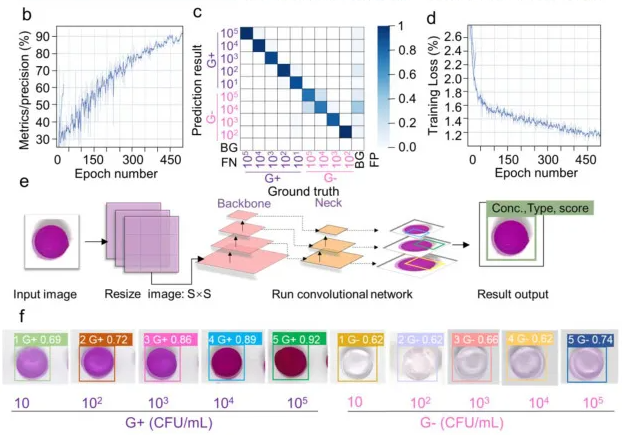 b
Metrics/precision (%)
90
80
70
60
50
40
30
0 150 300 450
Epoch number
c
Prediction result
G+
G-
10⁵
10⁴
10³
10²
10¹
10⁵
10⁴
10³
10²
BG
FN
10⁵ 10⁴ 10³ 10² 10¹ 10⁵ 10⁴ 10³ 10² BG FP
G+ G-
Ground truth
1
0.8
0.6
0.4
0.2
0.0
d
Training Loss (%)
2.6
2.4
2.2
2.0
1.8
1.6
1.4
1.2
0 150 300 450
Epoch number
e
Backbone Neck
Conc.,Type, score
Input image Resize image: S×S Run convolutional network Result output
f
1 G+ 0.69 2 G+ 0.72 3 G+ 0.86 4 G+ 0.89 5 G+ 0.92 1 G- 0.62 2 G- 0.62 3 G- 0.66 4 G- 0.62 5 G- 0.74
10 10² 10³ 10⁴ 10⁵ 10 10² 10³ 10⁴ 10⁵
G+ (CFU/mL) G- (CFU/mL)